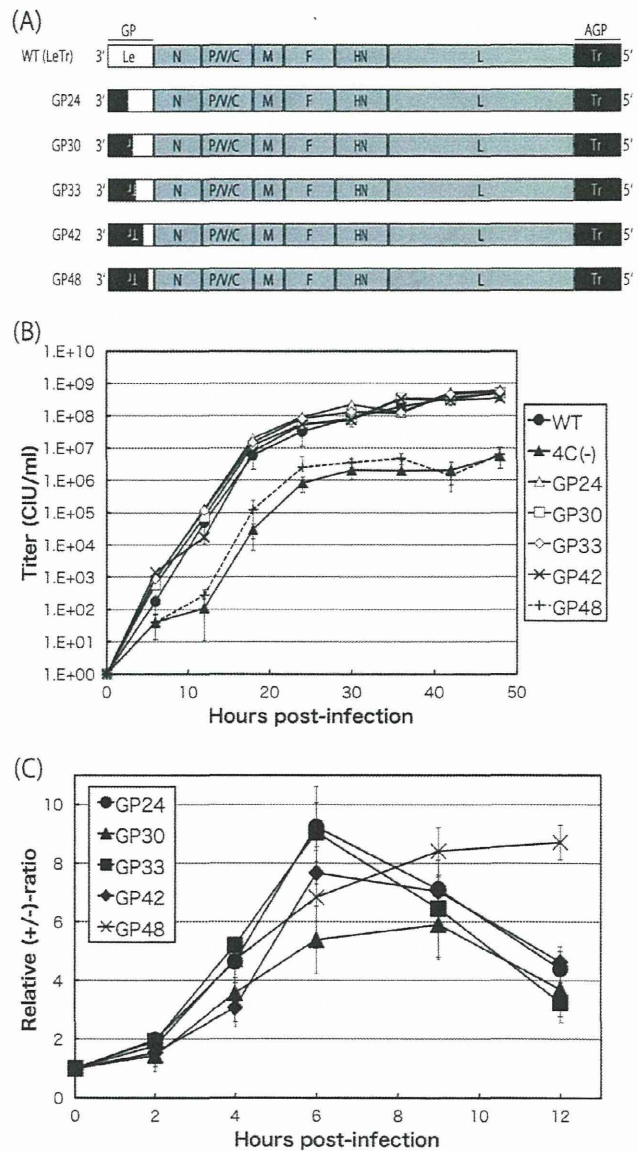 (A)
GP AGP
WT (LeTr) 3' Le N P/V/C M F HN L Tr 5'
GP24 3' N P/V/C M F HN L Tr 5'
GP30 3' N P/V/C M F HN L Tr 5'
GP33 3' N P/V/C M F HN L Tr 5'
GP42 3' N P/V/C M F HN L Tr 5'
GP48 3' N P/V/C M F HN L Tr 5'
(B)
Titer (CIU/ml)
1.E+10
1.E+09
1.E+08
1.E+07
1.E+06
1.E+05
1.E+04
1.E+03
1.E+02
1.E+01
1.E+00
0 10 20 30 40 50
Hours post-infection
WT
4C(-)
GP24
GP30
GP33
GP42
GP48
(C)
Relative (+/-)-ratio
10
8
6
4
2
0
0 2 4 6 8 10 12
Hours post-infection
GP24
GP30
GP33
GP42
GP48